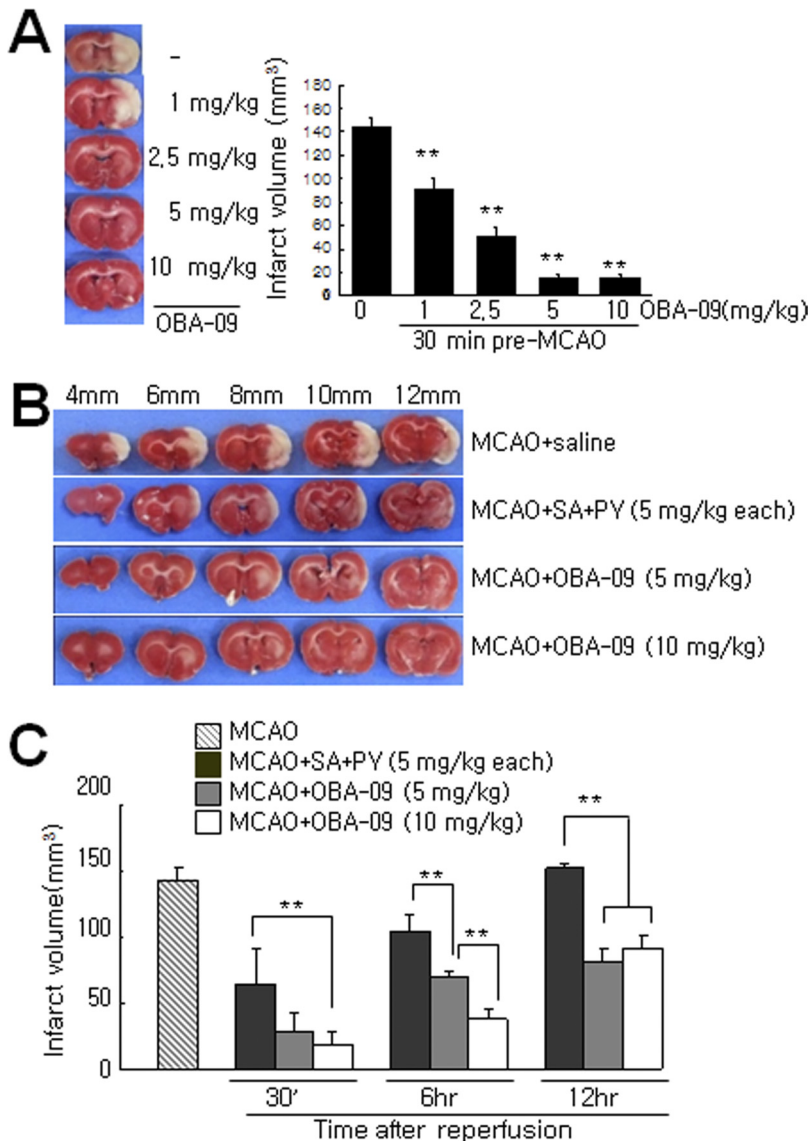 A
-
1 mg/kg
2,5 mg/kg
5 mg/kg
10 mg/kg
OBA-09
Infarct volume (mm³)
180
160
140
120
100
80
60
40
20
0
** ** ** **
0 1 2,5 5 10 OBA-09(mg/kg)
30 min pre-MCAO
B
4mm 6mm 8mm 10mm 12mm
MCAO+saline
MCAO+SA+PY (5 mg/kg each)
MCAO+OBA-09 (5 mg/kg)
MCAO+OBA-09 (10 mg/kg)
C
MCAO
MCAO+SA+PY (5 mg/kg each)
MCAO+OBA-09 (5 mg/kg)
MCAO+OBA-09 (10 mg/kg)
Infarct volume(mm³)
200
150
100
50
0
** ** ** **
30′ 6hr 12hr
Time after reperfusion